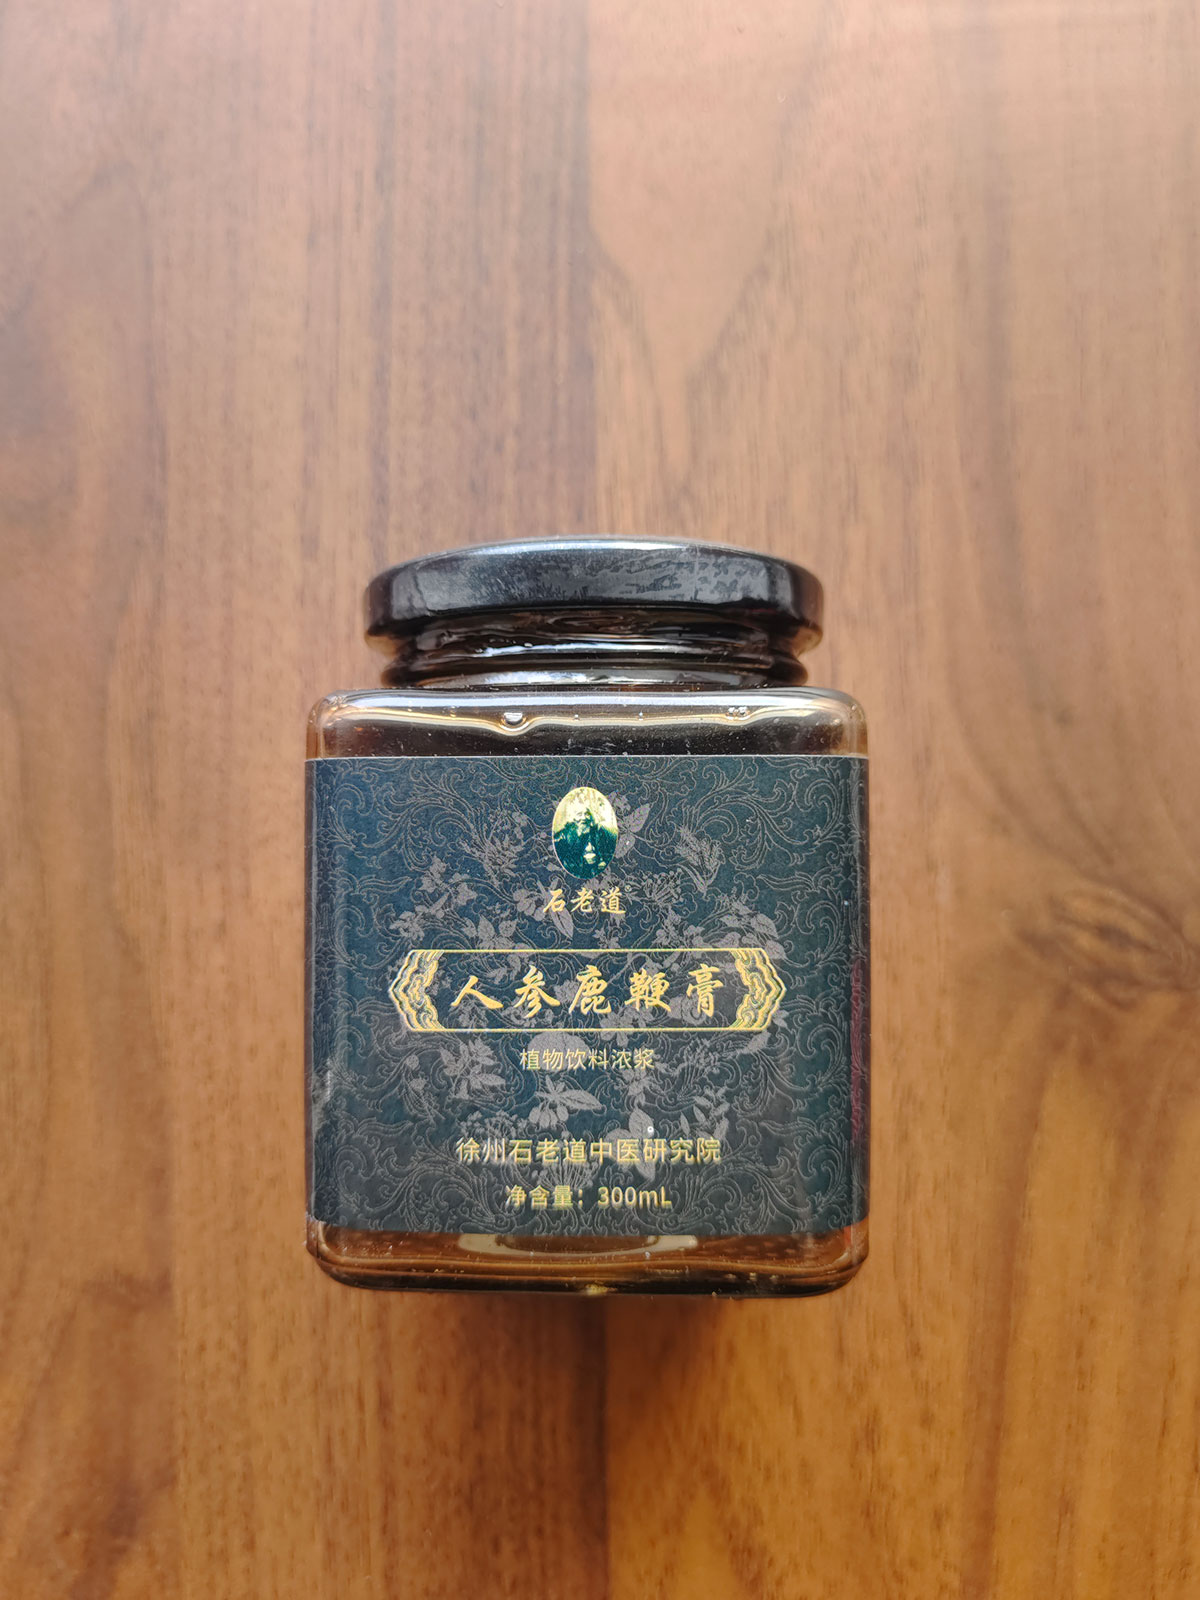 石老道
人参鹿鞭膏
植物饮料浓浆
徐州石老道中医研究院
净含量：300mL